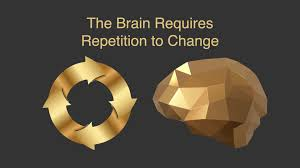 The Brain Requires
Repetition to Change